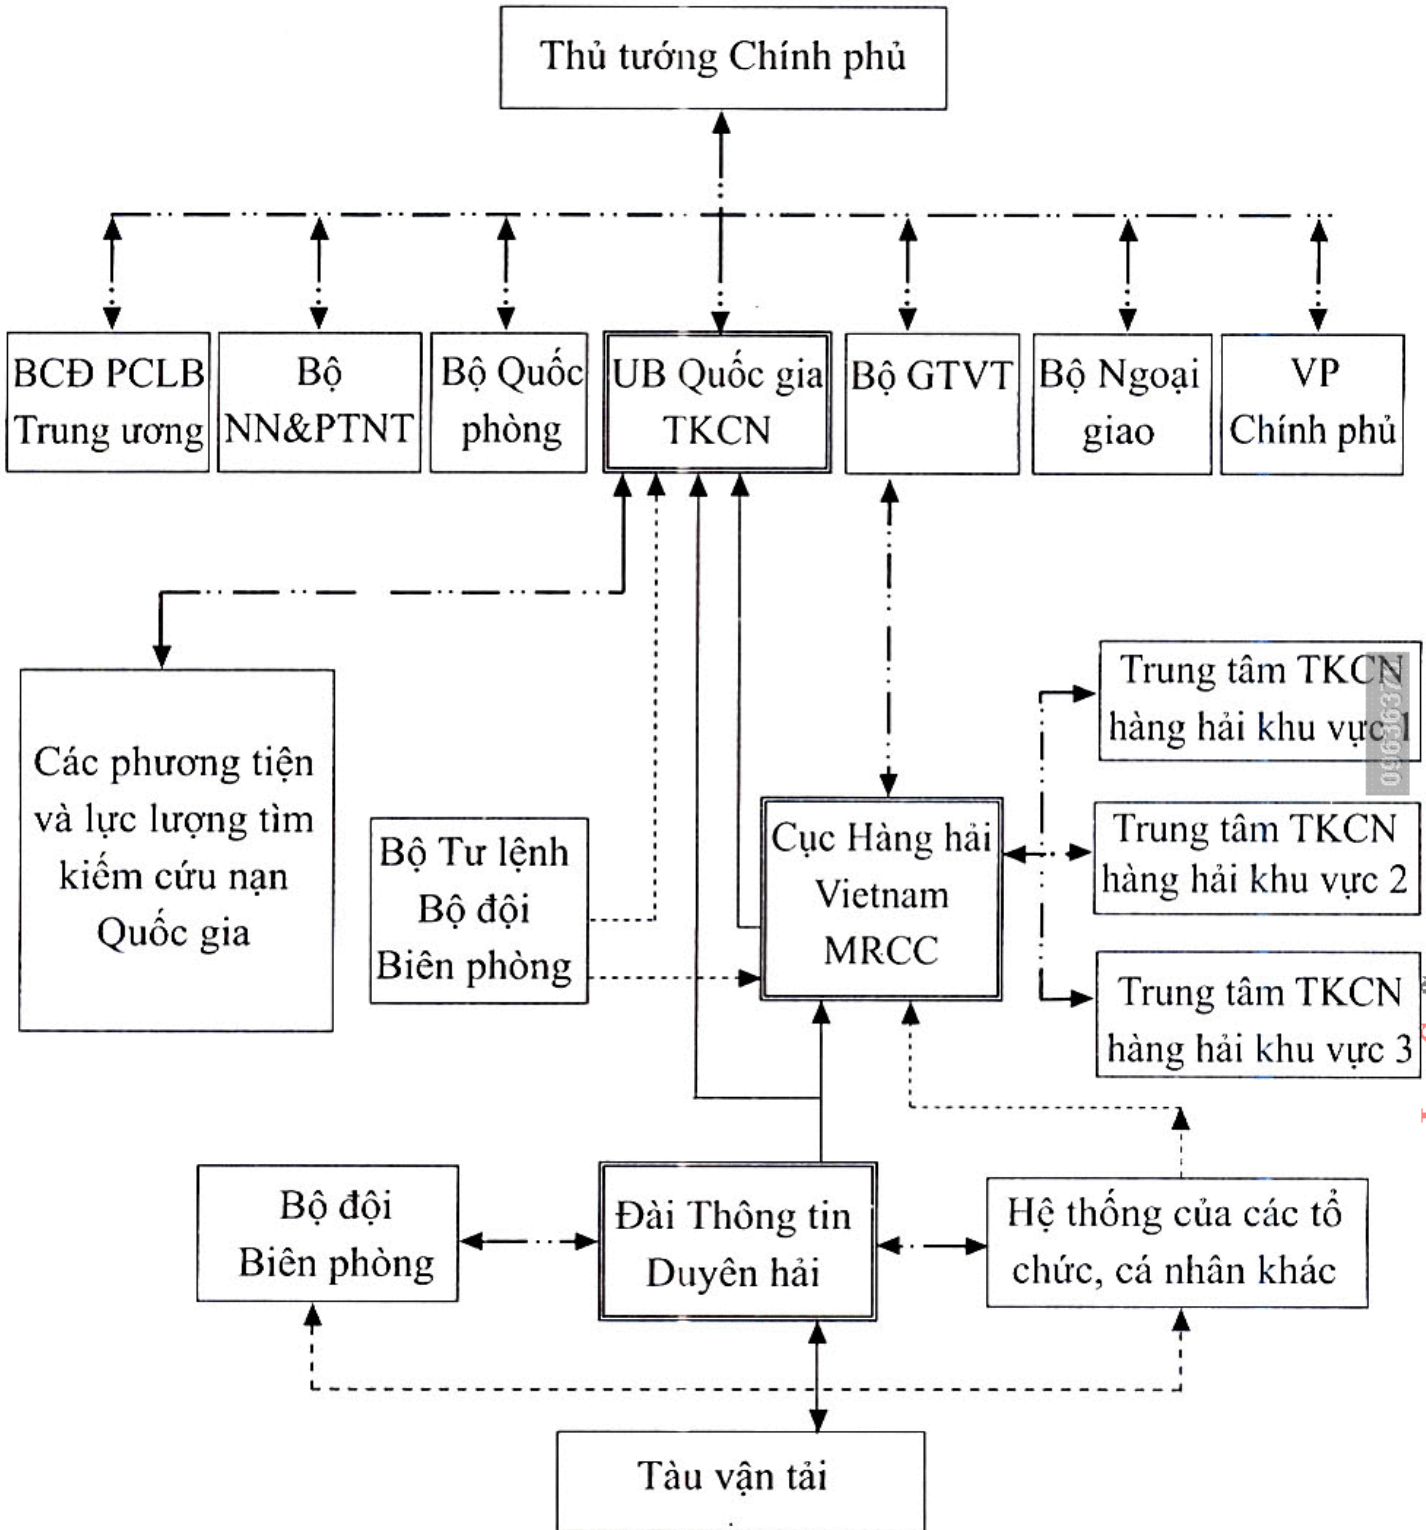 Thủ tướng Chính phủ
BCĐ PCLB
Trung ương
Bộ
NN&PTNT
Bộ Quốc
phòng
UB Quốc gia
TKCN
Bộ GTVT
Bộ Ngoại
giao
VP
Chính phủ
Các phương tiện
và lực lượng tìm
kiếm cứu nạn
Quốc gia
Bộ Tư lệnh
Bộ đội
Biên phòng
Cục Hàng hải
Vietnam
MRCC
Trung tâm TKCN
hàng hải khu vực 1
Trung tâm TKCN
hàng hải khu vực 2
Trung tâm TKCN
hàng hải khu vực 3
Bộ đội
Biên phòng
Đài Thông tin
Duyên hải
Hệ thống của các tổ
chức, cá nhân khác
Tàu vận tải